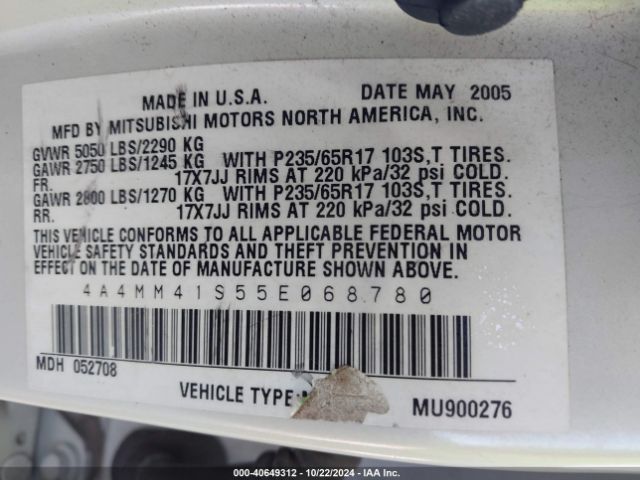 MADE IN U.S.A. DATE MAY 2005
MFD BY MITSUBISHI MOTORS NORTH AMERICA, INC.
GVWR 5050 LBS/2290 KG
GAWR 2750 LBS/1245 KG WITH P235/65R17 103S,T TIRES.
FR. 17X7JJ RIMS AT 220 kPa/32 psi COLD.
GAWR 2800 LBS/1270 KG WITH P235/65R17 103S,T TIRES.
RR. 17X7JJ RIMS AT 220 kPa/32 psi COLD.
THIS VEHICLE CONFORMS TO ALL APPLICABLE FEDERAL MOTOR
VEHICLE SAFETY STANDARDS AND THEFT PREVENTION IN
EFFECT ON THE DATE OF MANUFACTURE SHOWN ABOVE.
4A4MM41S55E068780
MDH 052708
VEHICLE TYPE:
MU900276
000-40649312 - 10/22/2024 - IAA Inc.